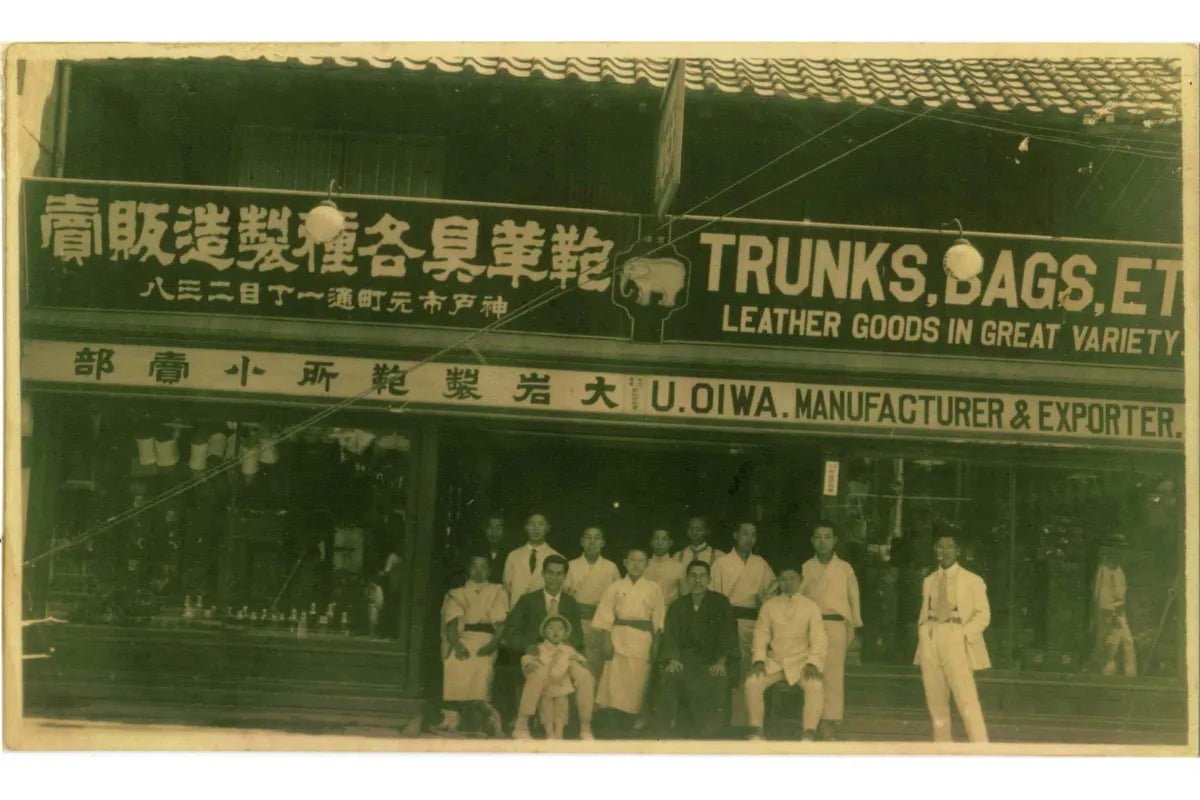 鞄革具各種製造販賣
神戸市元町通一丁目二三八
TRUNKS, BAGS, ET
LEATHER GOODS IN GREAT VARIETY.
大岩製鞄所小賣部
U. OIWA. MANUFACTURER & EXPORTER.